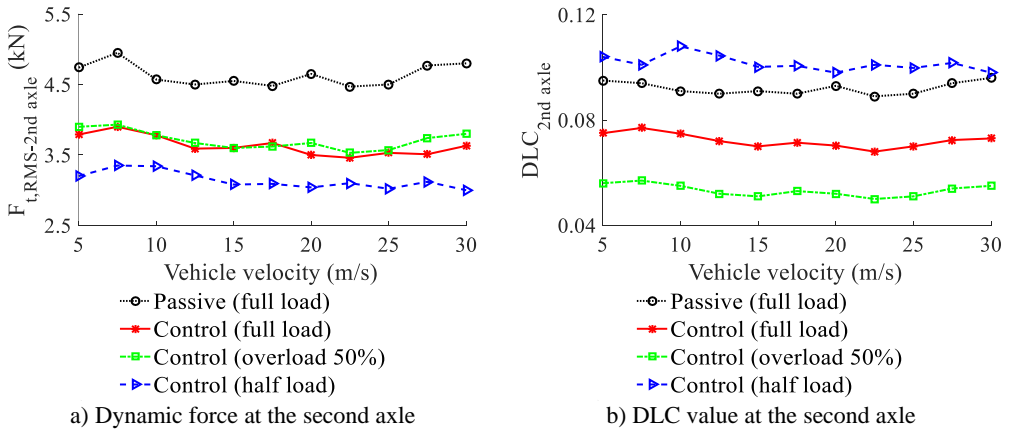 5.5
4.5
3.5
2.5
F t,RMS-2nd axle (kN)
5 10 15 20 25 30
Vehicle velocity (m/s)
Passive (full load)
Control (full load)
Control (overload 50%)
Control (half load)
a) Dynamic force at the second axle
0.12
0.08
0.04
DLC 2nd axle
5 10 15 20 25 30
Vehicle velocity (m/s)
Passive (full load)
Control (full load)
Control (overload 50%)
Control (half load)
b) DLC value at the second axle